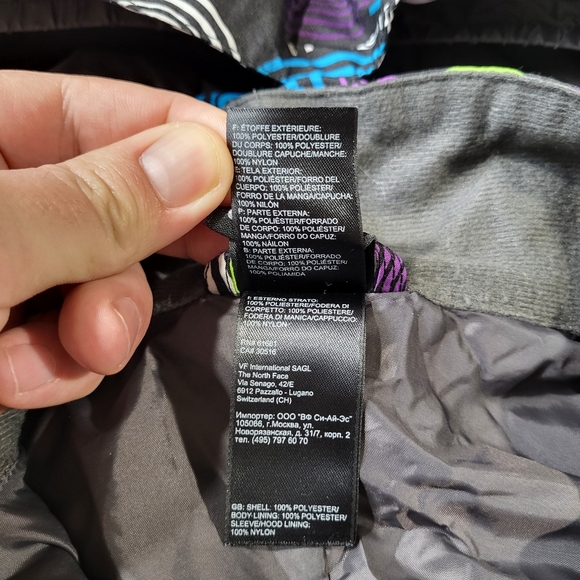 F: ÉTOFFE EXTÉRIEURE:
100% POLYESTER/DOUBLURE
DU CORPS: 100% POLYESTER/
DOUBLURE CAPUCHE/MANCHE:
100% NYLON
E: TELA EXTERIOR:
100% POLIÉSTER/FORRO DEL
CUERPO: 100% POLIÉSTER/
FORRO DE LA MANGA/CAPUCHA:
100% NILÓN
P: PARTE EXTERNA:
100% POLIÉSTER/FORRADO
DE CORPO: 100% POLIÉSTER/
MANGA/FORRO DO CAPUZ:
100% NÁILON
B: PARTE EXTERNA:
100% POLIÉSTER/FORRADO
DE CORPO: 100% POLIÉSTER/
MANGA/FORRO DO CAPUZ:
100% POLIAMIDA
I: ESTERNO STRATO:
100% POLIESTERE/FODERA DI
CORPETTO: 100% POLIESTERE/
FODERA DI MANICA/CAPPUCCIO:
100% NYLON
RN# 61661
CA# 30516
VF International SAGL
The North Face
Via Senago, 42/E
6912 Pazzallo - Lugano
Switzerland (CH)
Импортер: ООО "ВФ Си-Ай-Эс"
105066, г.Москва, ул.
Новорязанская, д. 31/7, корп. 2
тел. (495) 797 60 70
GB: SHELL: 100% POLYESTER/
BODY LINING: 100% POLYESTER/
SLEEVE/HOOD LINING:
100% NYLON